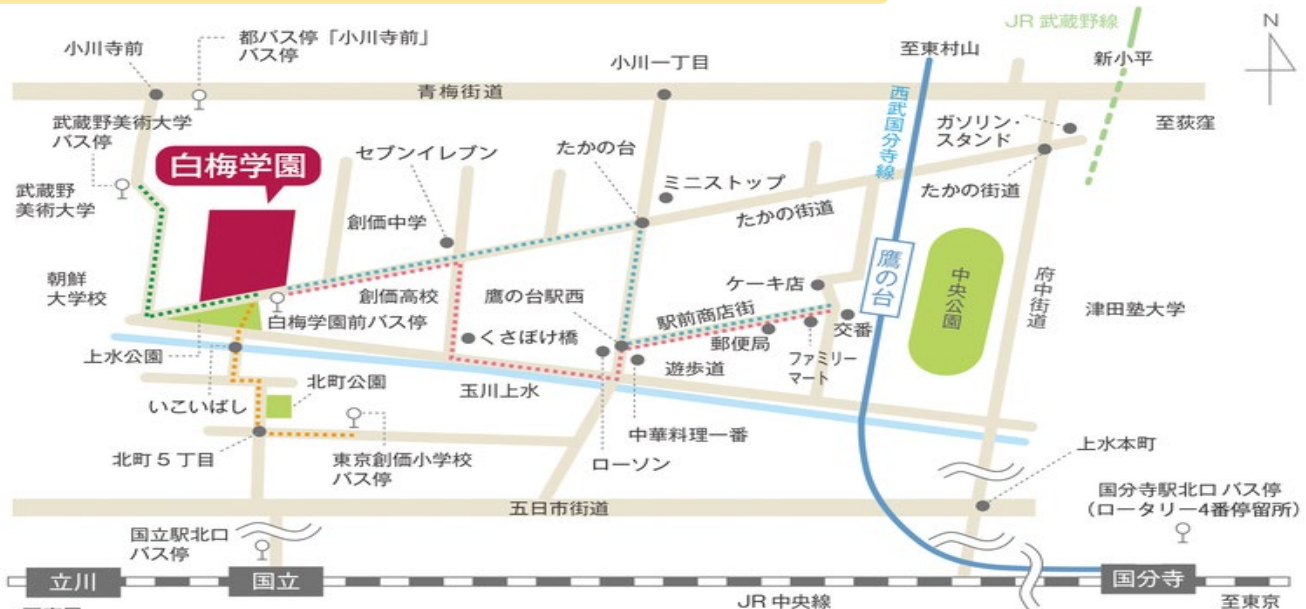 JR 武蔵野線
N
都バス停「小川寺前」
バス停
小川寺前
小川一丁目
至東村山
新小平
青梅街道
西武国分寺線
武蔵野美術大学
バス停
ガソリン・
スタンド
至荻窪
白梅学園
セブンイレブン
たかの台
ミニストップ
武蔵野
美術大学
創価中学
たかの街道
たかの街道
朝鮮
大学校
創価高校
鷹の台駅西
ケーキ店
鷹の台
中央公園
府中街道
津田塾大学
白梅学園前バス停
駅前商店街
くさぼけ橋
郵便局
交番
上水公園
遊歩道
ファミリー
マート
北町公園
玉川上水
いこいばし
中華料理一番
北町5丁目
東京創価小学校
バス停
ローソン
上水本町
五日市街道
国分寺駅北口 バス停
(ロータリー4番停留所)
国立駅北口
バス停
立川
国立
国分寺
JR 中央線
至東京